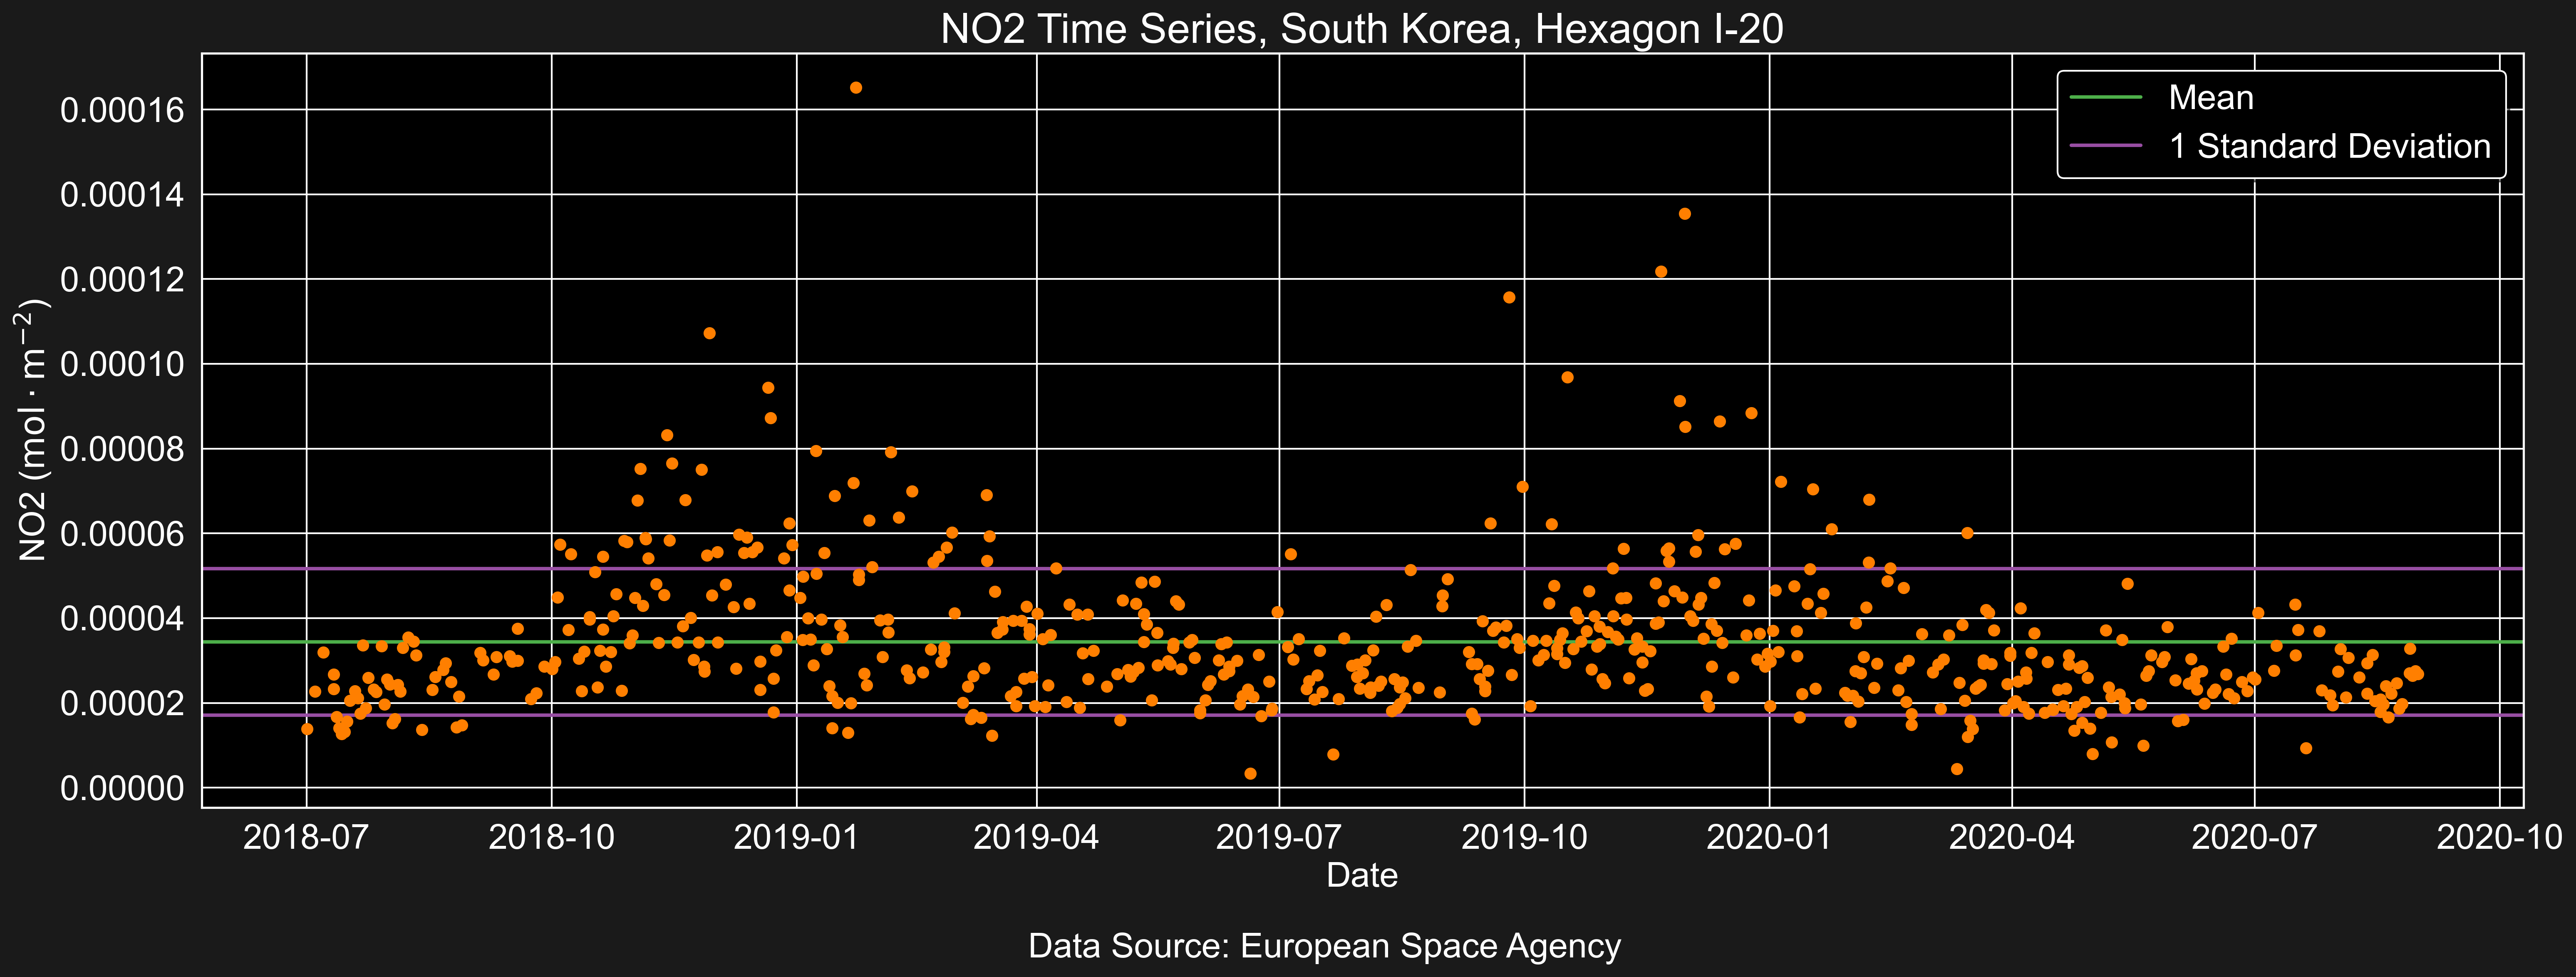 NO2 Time Series, South Korea, Hexagon I-20
Mean
1 Standard Deviation
NO2 (mol · m⁻²)
0.00016
0.00014
0.00012
0.00010
0.00008
0.00006
0.00004
0.00002
0.00000
2018-07 2018-10 2019-01 2019-04 2019-07 2019-10 2020-01 2020-04 2020-07 2020-10
Date
Data Source: European Space Agency